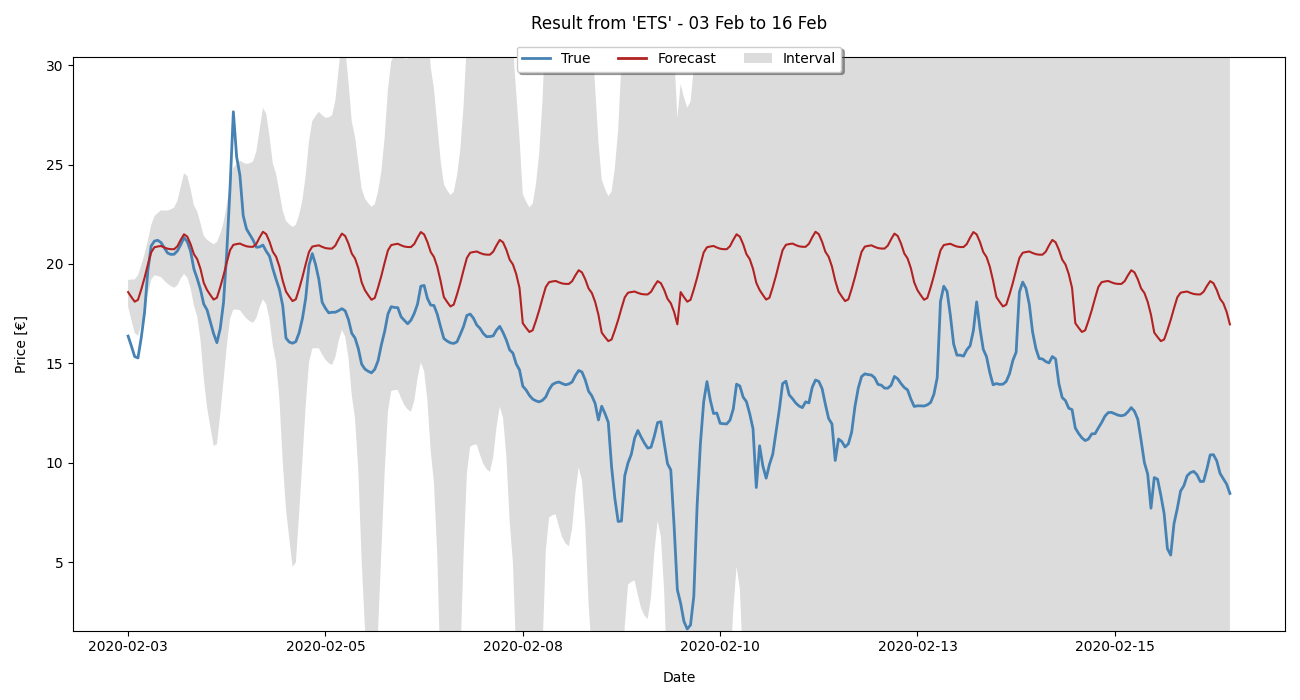 Result from 'ETS' - 03 Feb to 16 Feb
True Forecast Interval
30
25
20
15
10
5
Price [€]
2020-02-03 2020-02-05 2020-02-08 2020-02-10 2020-02-13 2020-02-15
Date